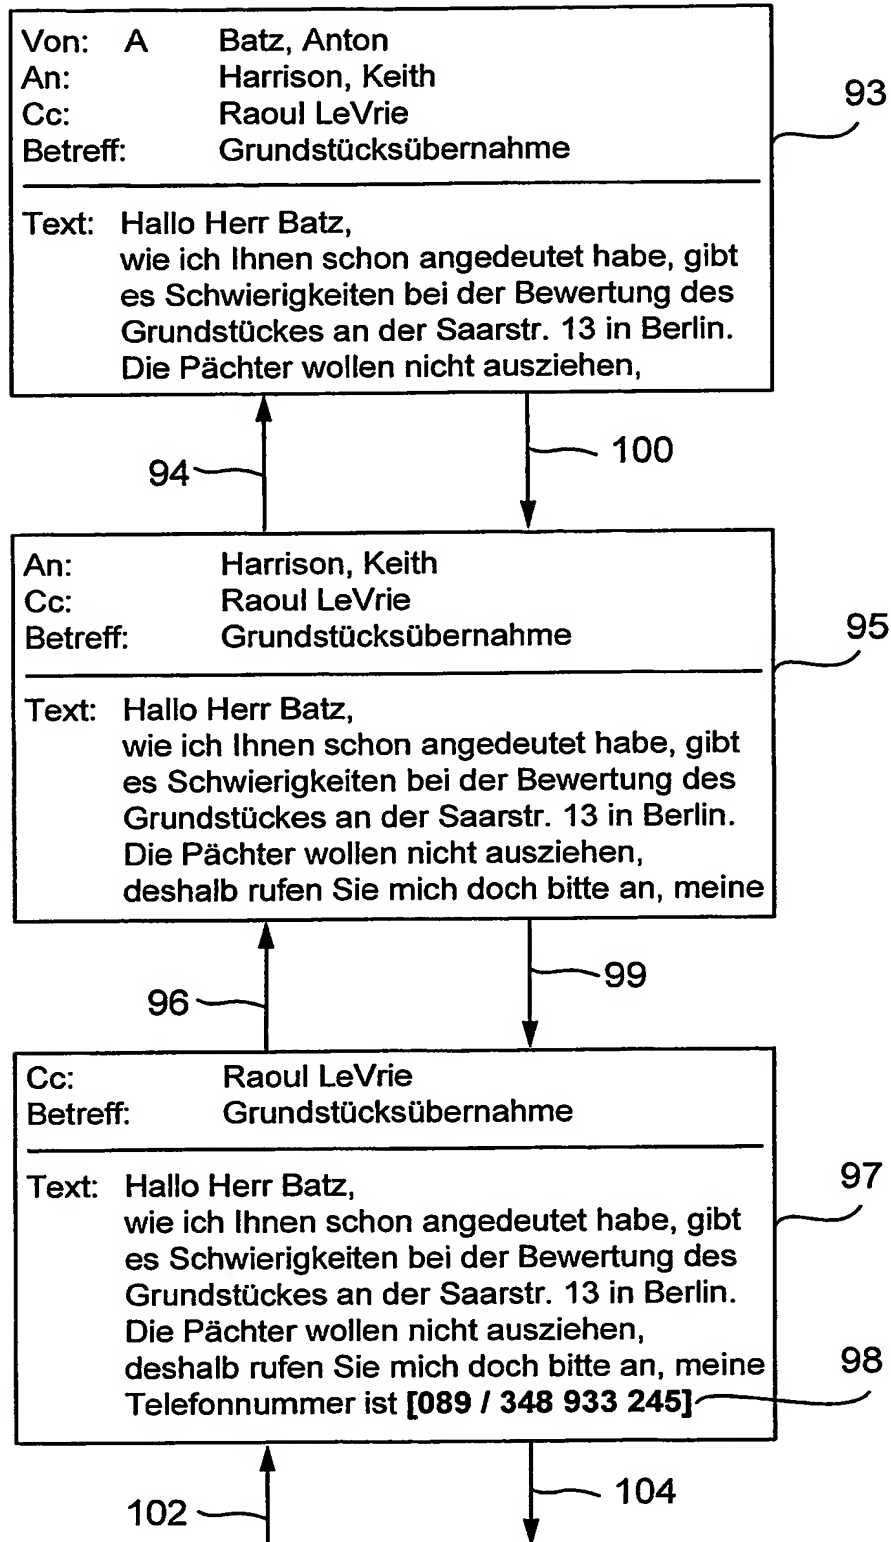 Von: A Batz, Anton
An: Harrison, Keith
Cc: Raoul LeVrie
Betreff: Grundstücksübernahme
93
Text: Hallo Herr Batz,
wie ich Ihnen schon angedeutet habe, gibt
es Schwierigkeiten bei der Bewertung des
Grundstückes an der Saarstr. 13 in Berlin.
Die Pächter wollen nicht ausziehen,
94
100
An: Harrison, Keith
Cc: Raoul LeVrie
Betreff: Grundstücksübernahme
95
Text: Hallo Herr Batz,
wie ich Ihnen schon angedeutet habe, gibt
es Schwierigkeiten bei der Bewertung des
Grundstückes an der Saarstr. 13 in Berlin.
Die Pächter wollen nicht ausziehen,
deshalb rufen Sie mich doch bitte an, meine
96
99
Cc: Raoul LeVrie
Betreff: Grundstücksübernahme
Text: Hallo Herr Batz,
97
wie ich Ihnen schon angedeutet habe, gibt
es Schwierigkeiten bei der Bewertung des
Grundstückes an der Saarstr. 13 in Berlin.
Die Pächter wollen nicht ausziehen,
deshalb rufen Sie mich doch bitte an, meine
98
Telefonnummer ist [089 / 348 933 245]
102
104